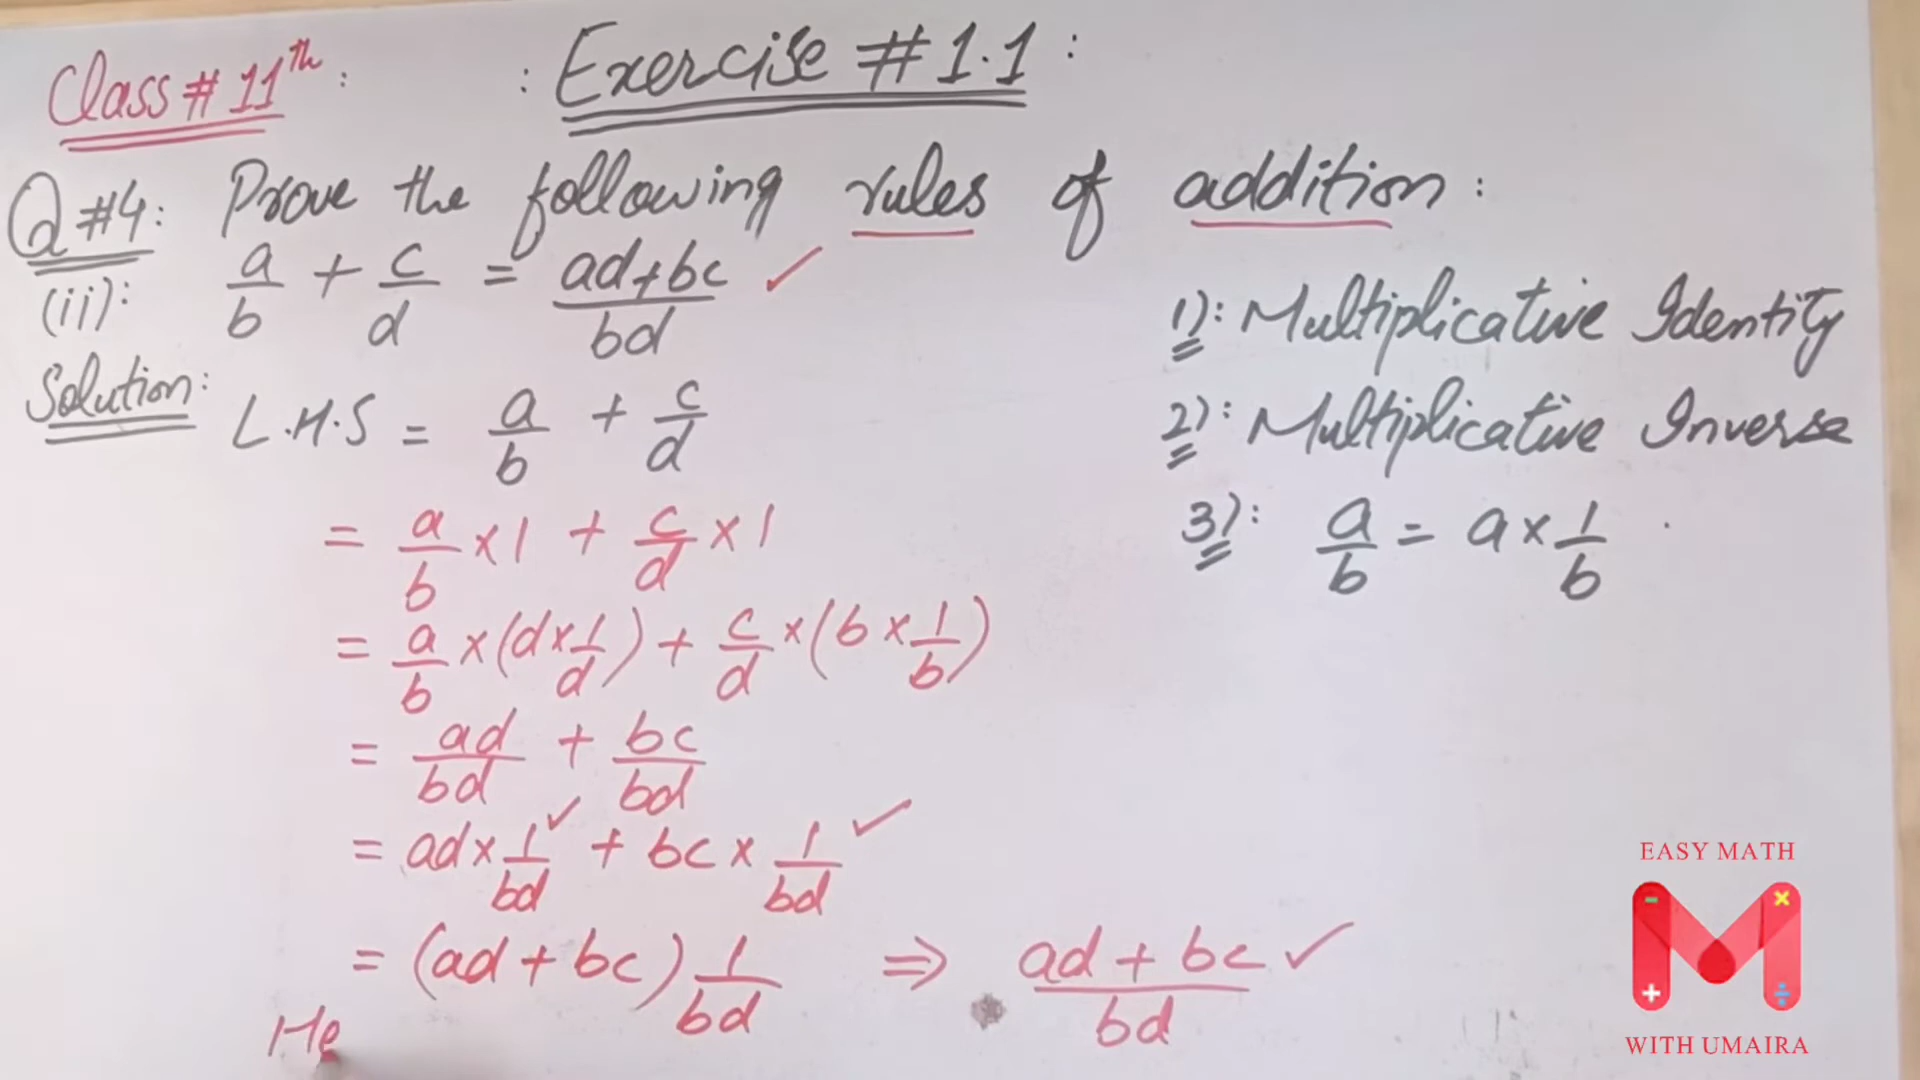 Class # 11th :
: Exercise # 1.1 :
Q #4: Prove the following rules of addition :
(ii): a/b + c/d = ad+bc/bd ✓
1): Multiplicative Identity
2): Multiplicative Inverse
3): a/b = a × 1/b
Solution: L.H.S = a/b + c/d
= a/b × 1 + c/d × 1
= a/b × (d × 1/d) + c/d × (b × 1/b)
= ad/bd + bc/bd
= ad × 1/bd ✓ + bc × 1/bd ✓
= (ad + bc) 1/bd ⇒ ad + bc/bd ✓
He
EASY MATH
WITH UMAIRA